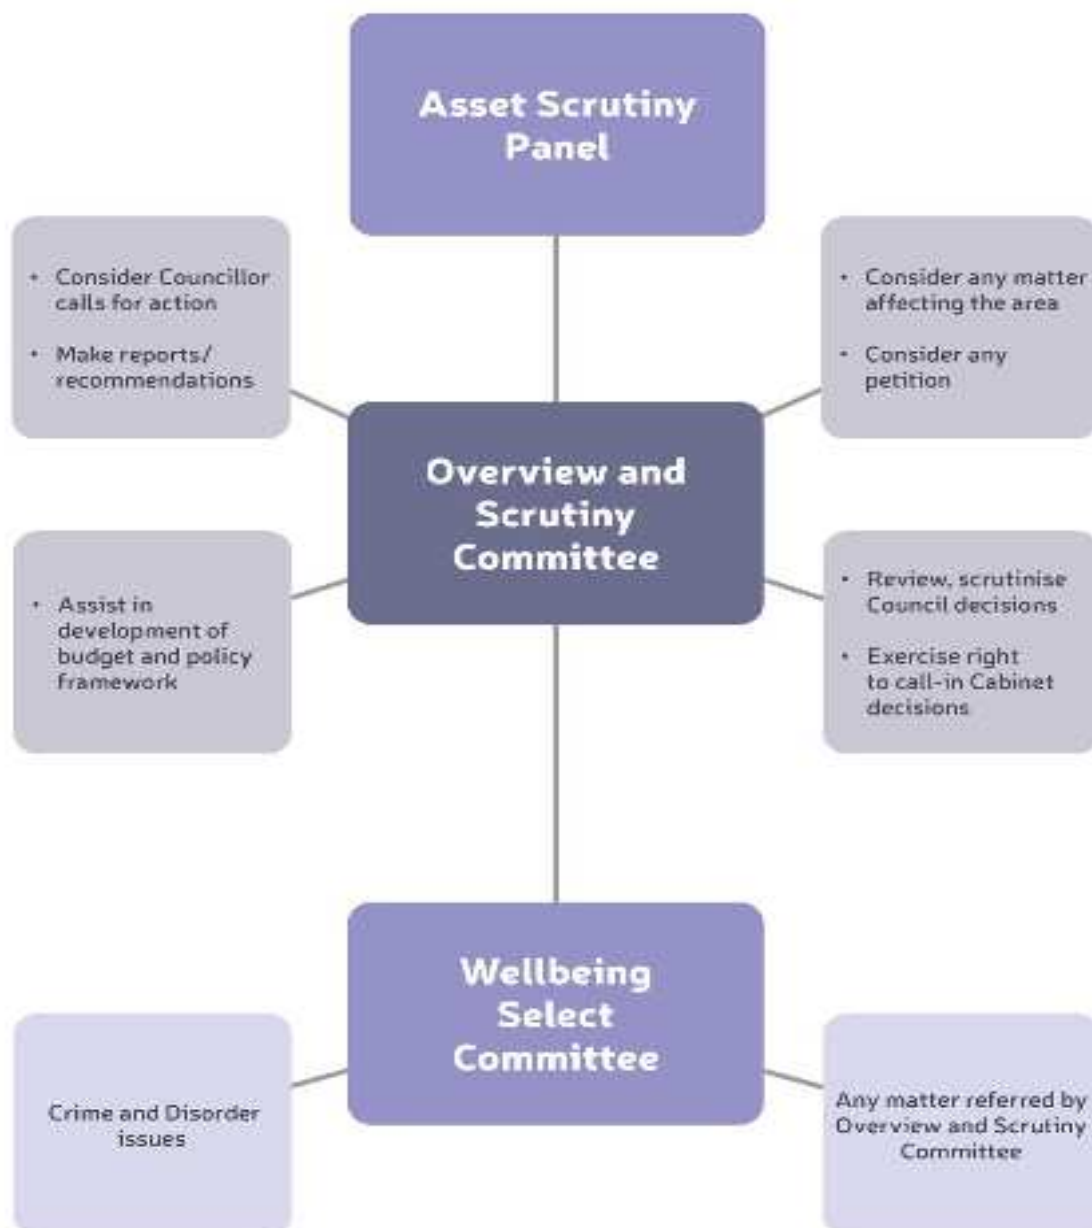 Asset Scrutiny
Panel
• Consider Councillor
calls for action
• Make reports/
recommendations
• Consider any matter
affecting the area
• Consider any
petition
Overview and
Scrutiny
Committee
• Assist in
development of
budget and policy
framework
• Review, scrutinise
Council decisions
• Exercise right
to call-in Cabinet
decisions
Wellbeing
Select
Committee
Crime and Disorder
issues
Any matter referred by
Overview and Scrutiny
Committee